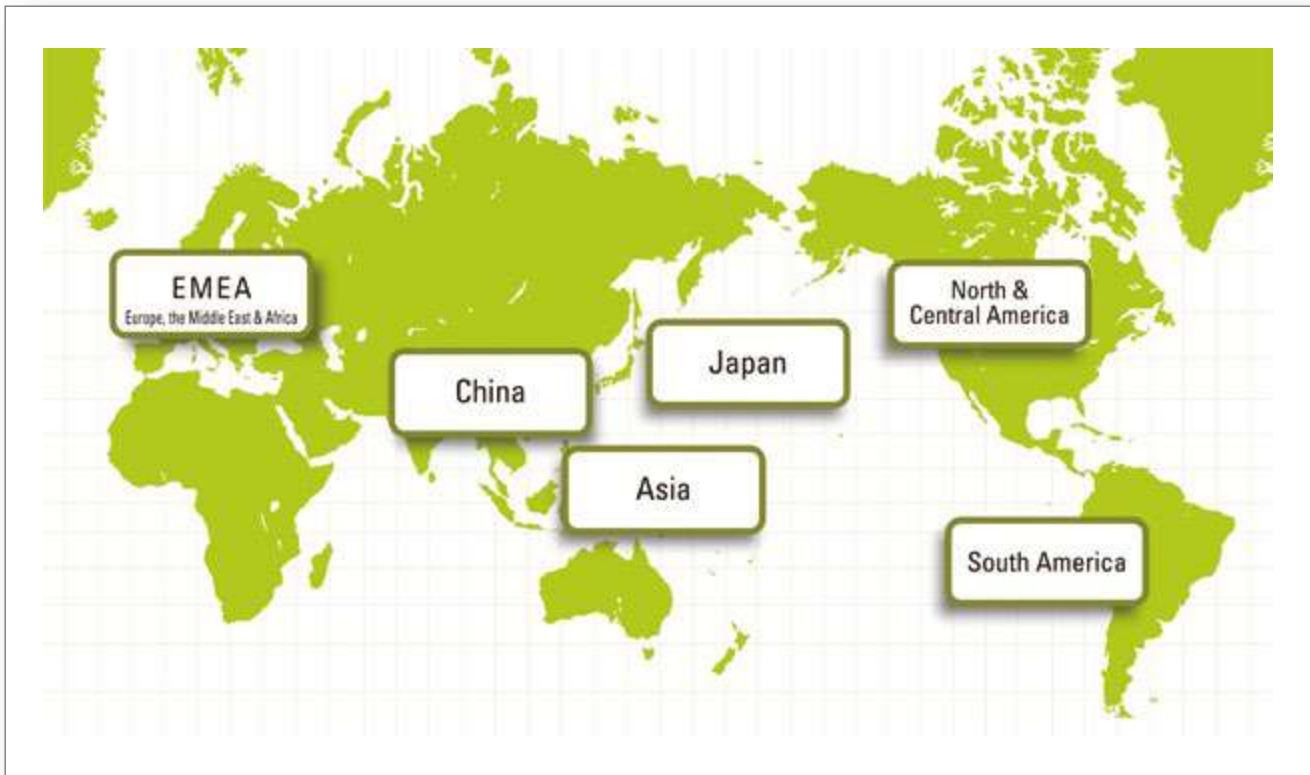 EMEA
Europe, the Middle East & Africa
North &
Central America
Japan
China
Asia
South America